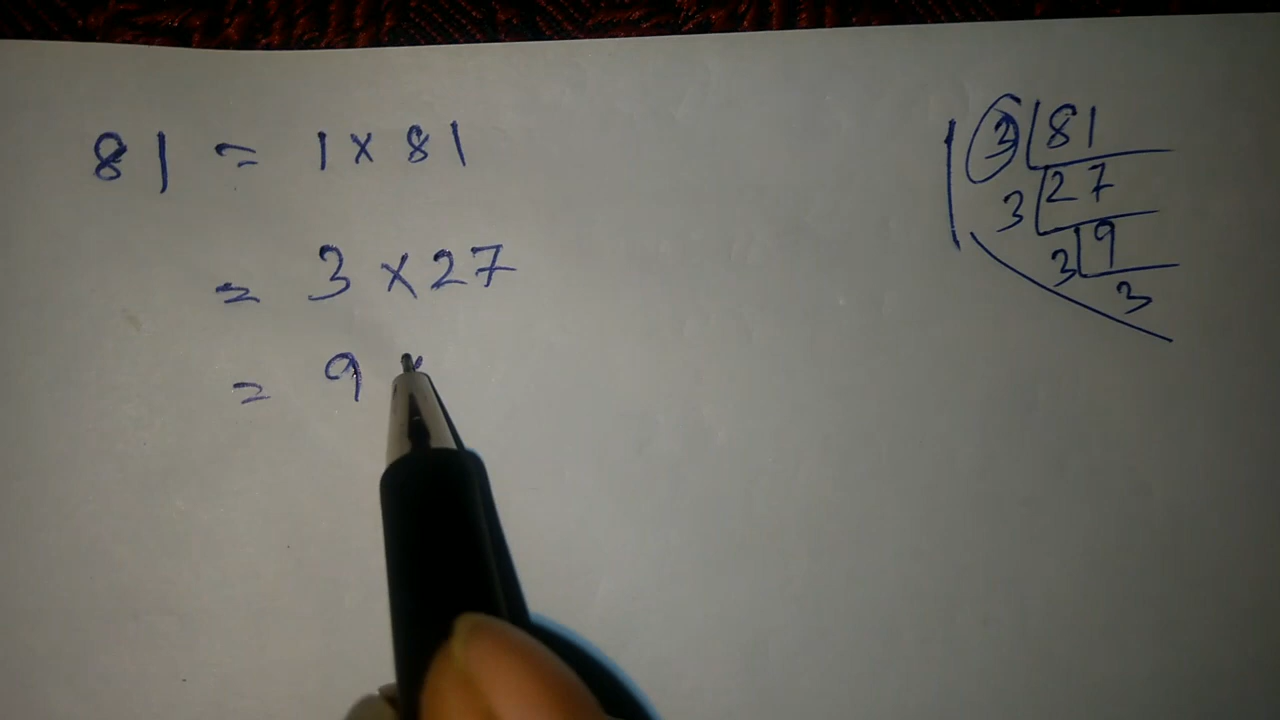 81 = 1 × 81
= 3 × 27
= 9
3 81
3 27
3 9
3